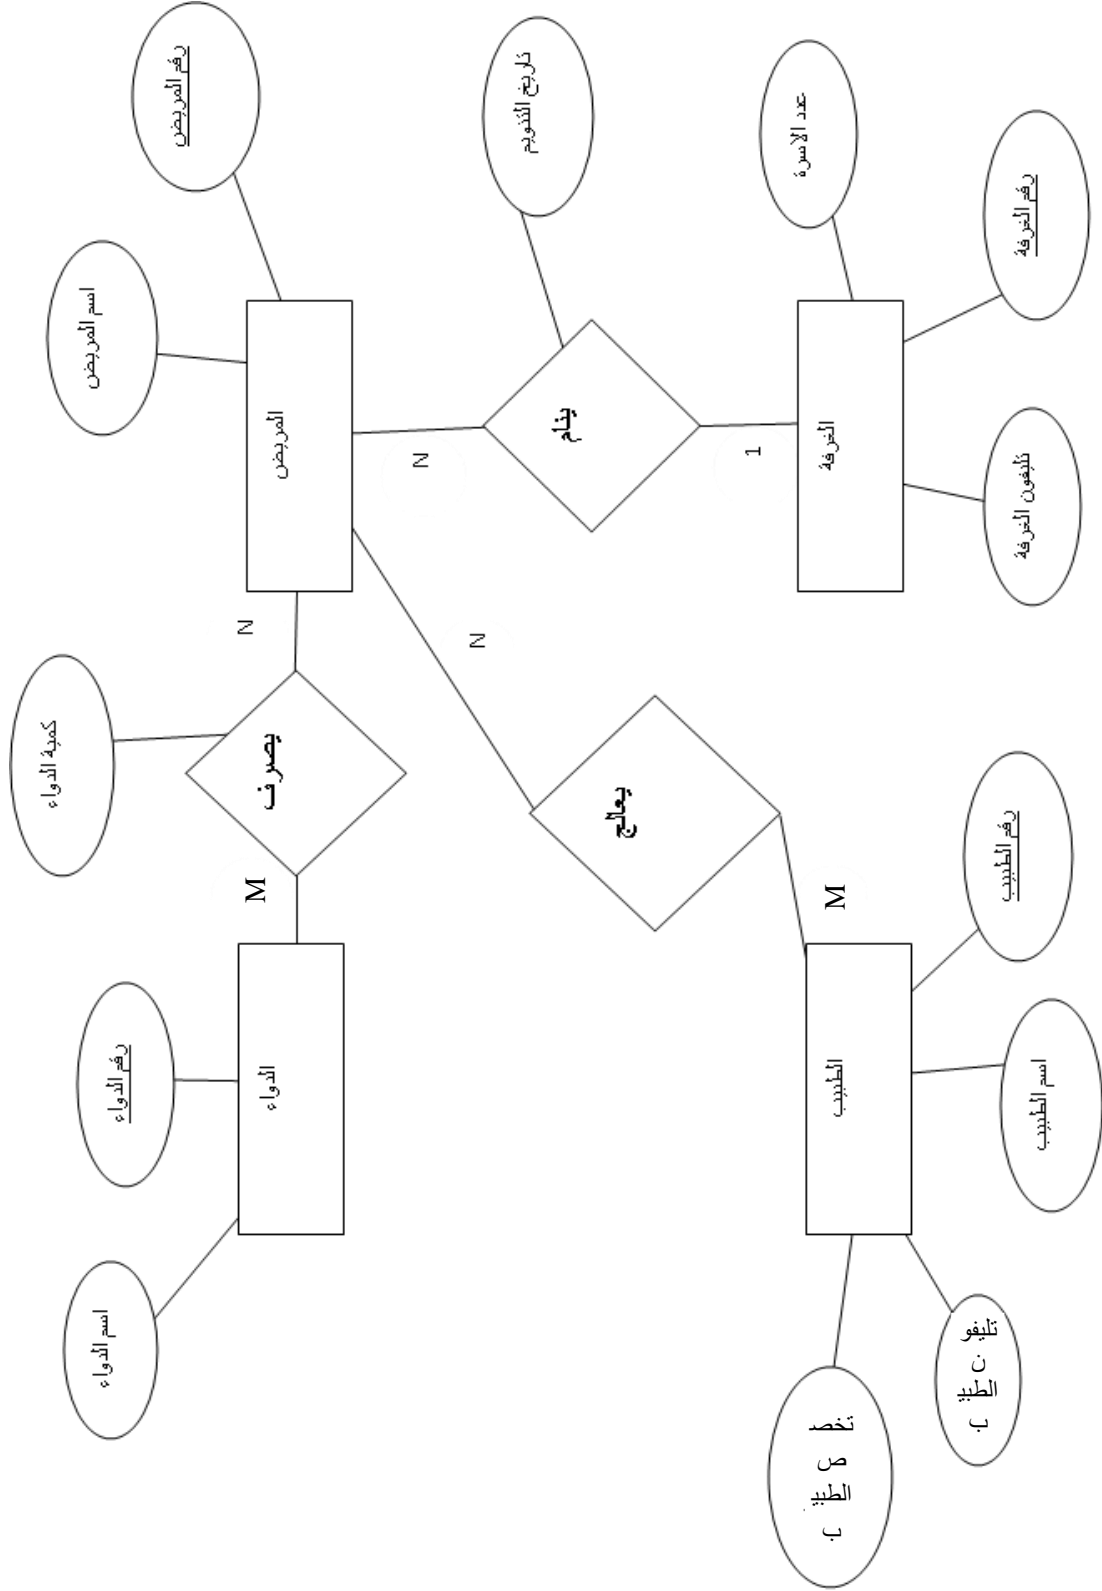 رقم المريض
اسم المريض
المريض
تاريخ التنويم
ينام
N
1
عدد الاسرة
رقم الغرفة
الغرفة
تليفون الغرفة
N
كمية الدواء
يصرف
M
N
يعالج
M
رقم الدواء
الدواء
اسم الدواء
رقم الطبيب
الطبيب
اسم الطبيب
تليفو
ن
الطبي
ب
تخص
ص
الطبي
ب